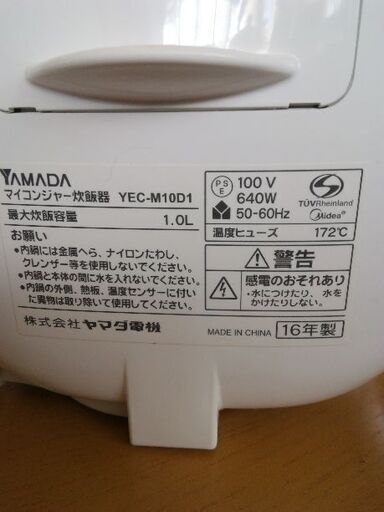 YAMADA
マイコンジャー炊飯器 YEC-M10D1
最大炊飯容量 1.0L
お願い
•内鍋には金属へら、ナイロンたわし、
クレンザー等を使用しないでください。
•内鍋と本体の間に水を入れないでください。
•内鍋の外側、熱板、温度センサーに付い
た異物は取り除いて使用してください。
株式会社 ヤマダ電機
PS
E
100 V
640W
50-60Hz
TÜVRheinland
Midea
温度ヒューズ 172℃
警告
感電のおそれあり
・水につけたり、水を
かけたりしない。
MADE IN CHINA 16年製